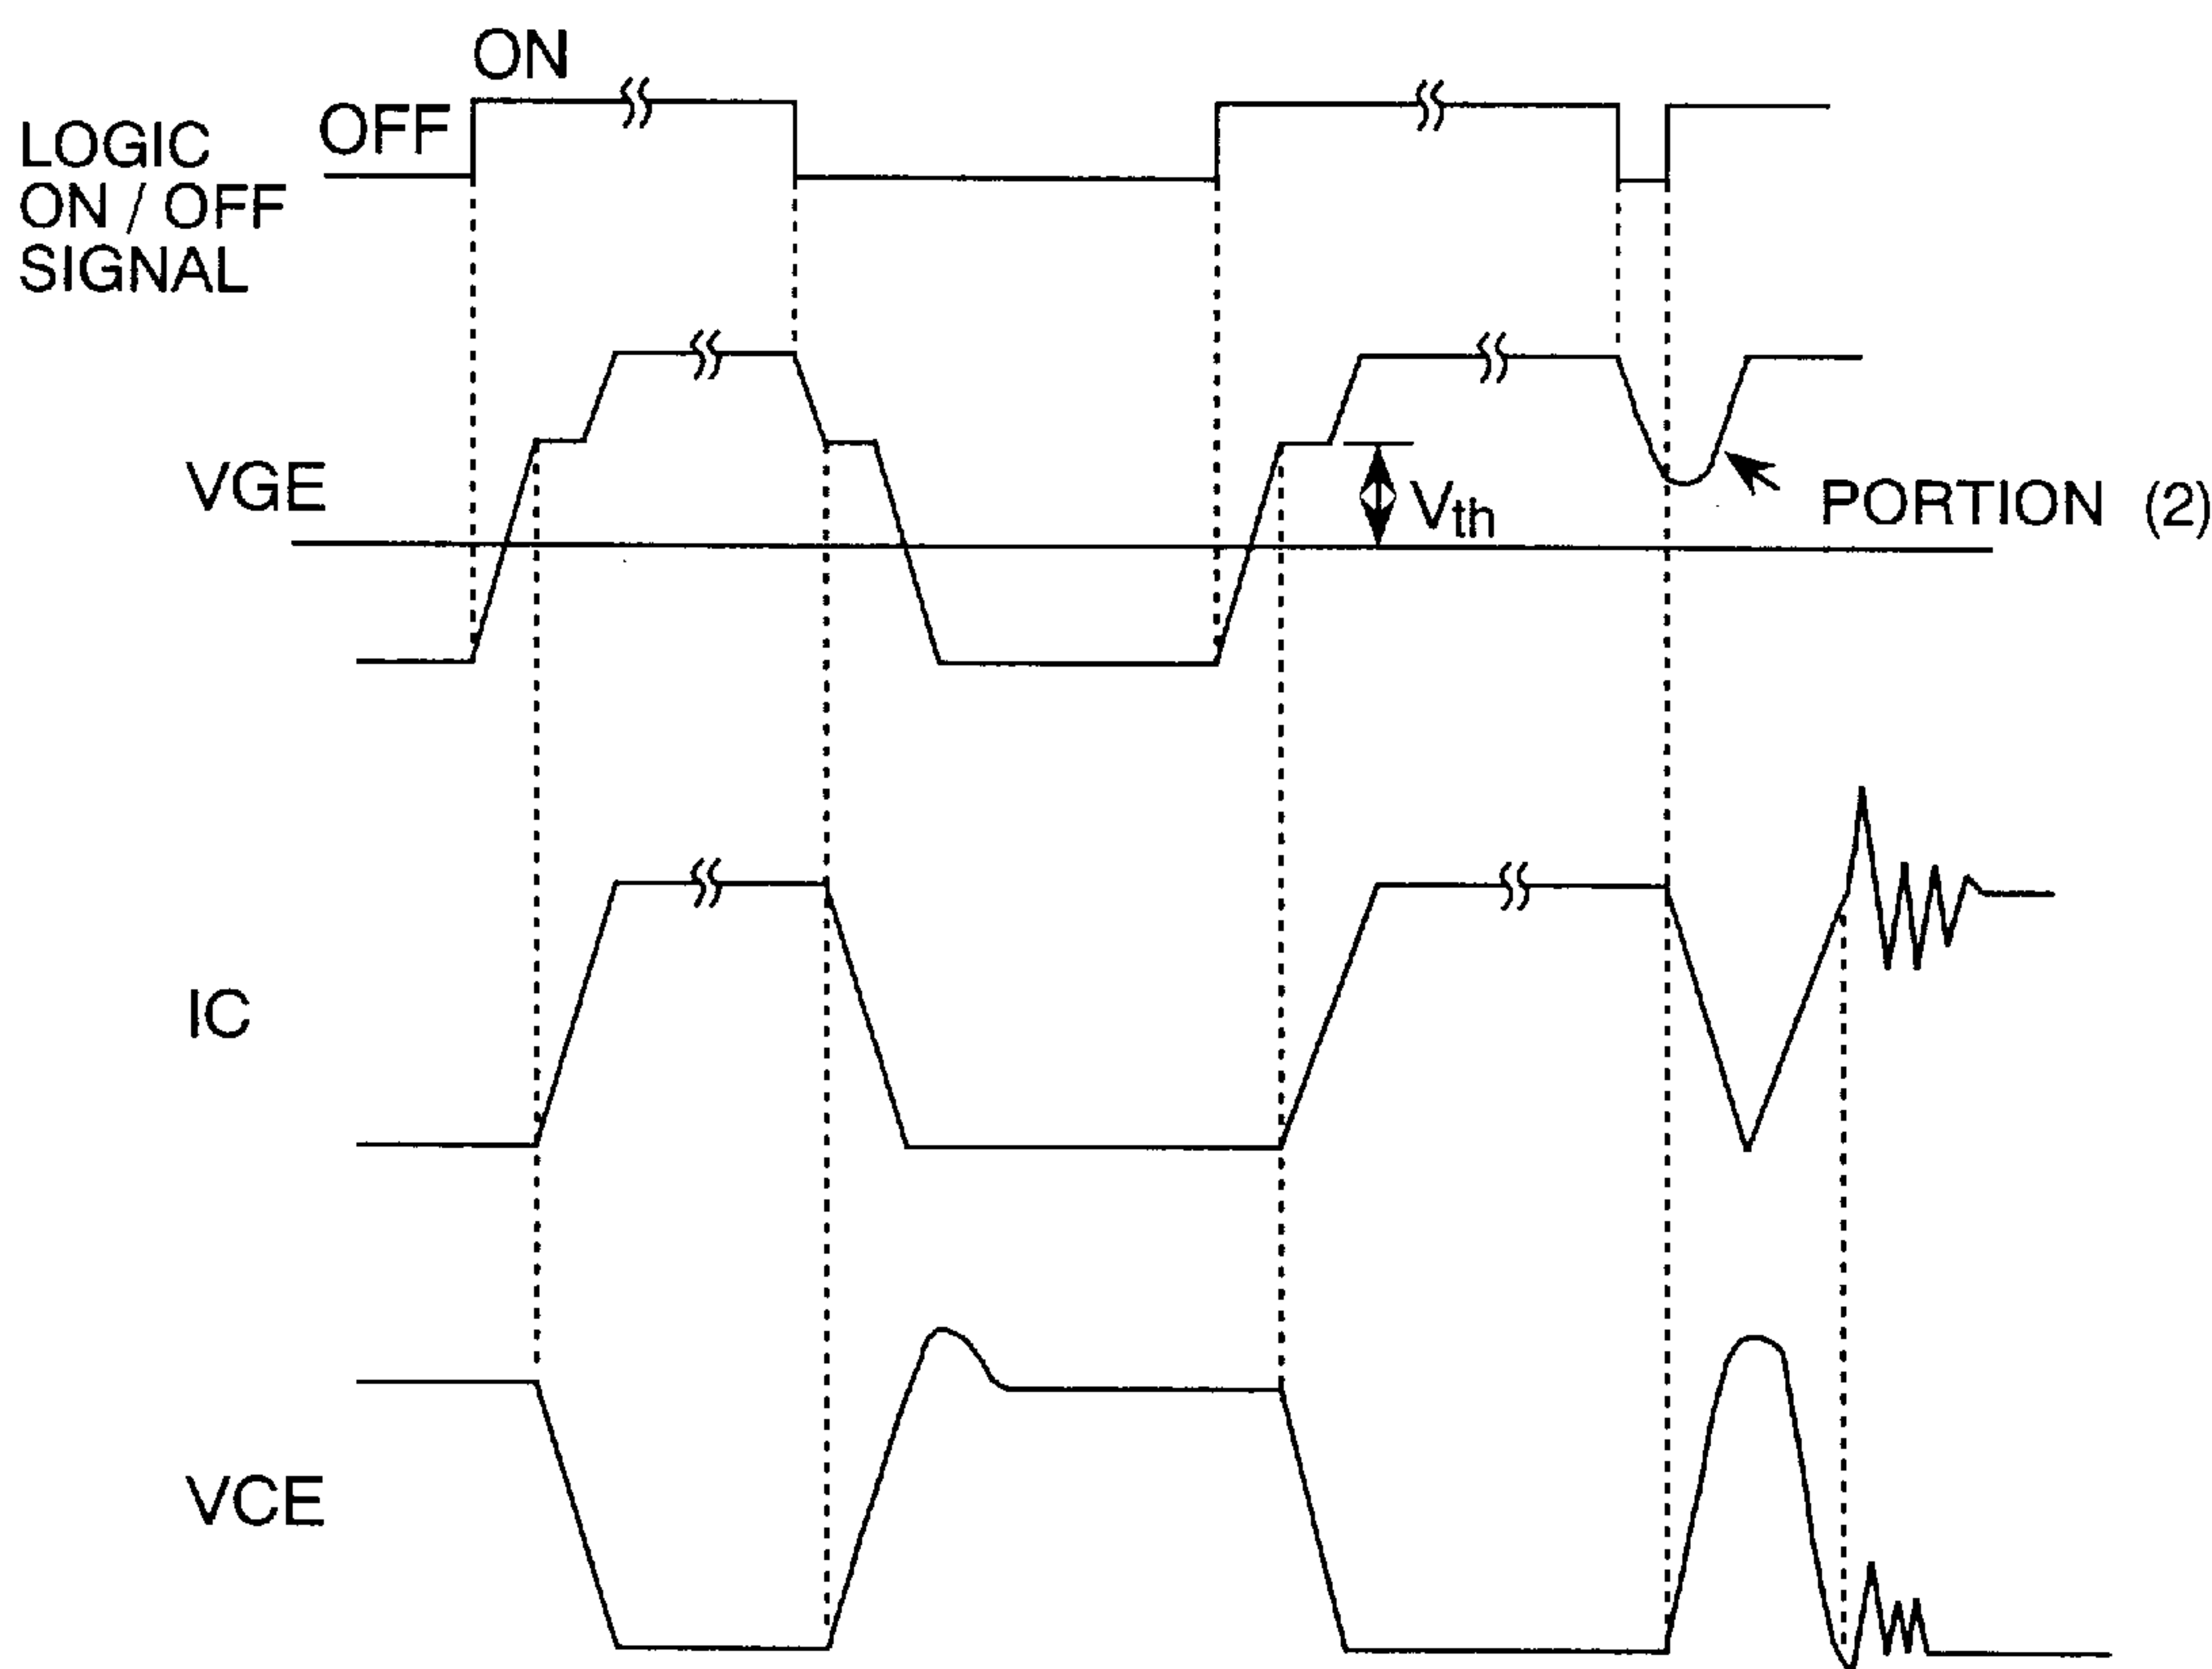 ON
OFF
LOGIC
ON / OFF
SIGNAL
VGE
Vth
PORTION (2)
IC
VCE